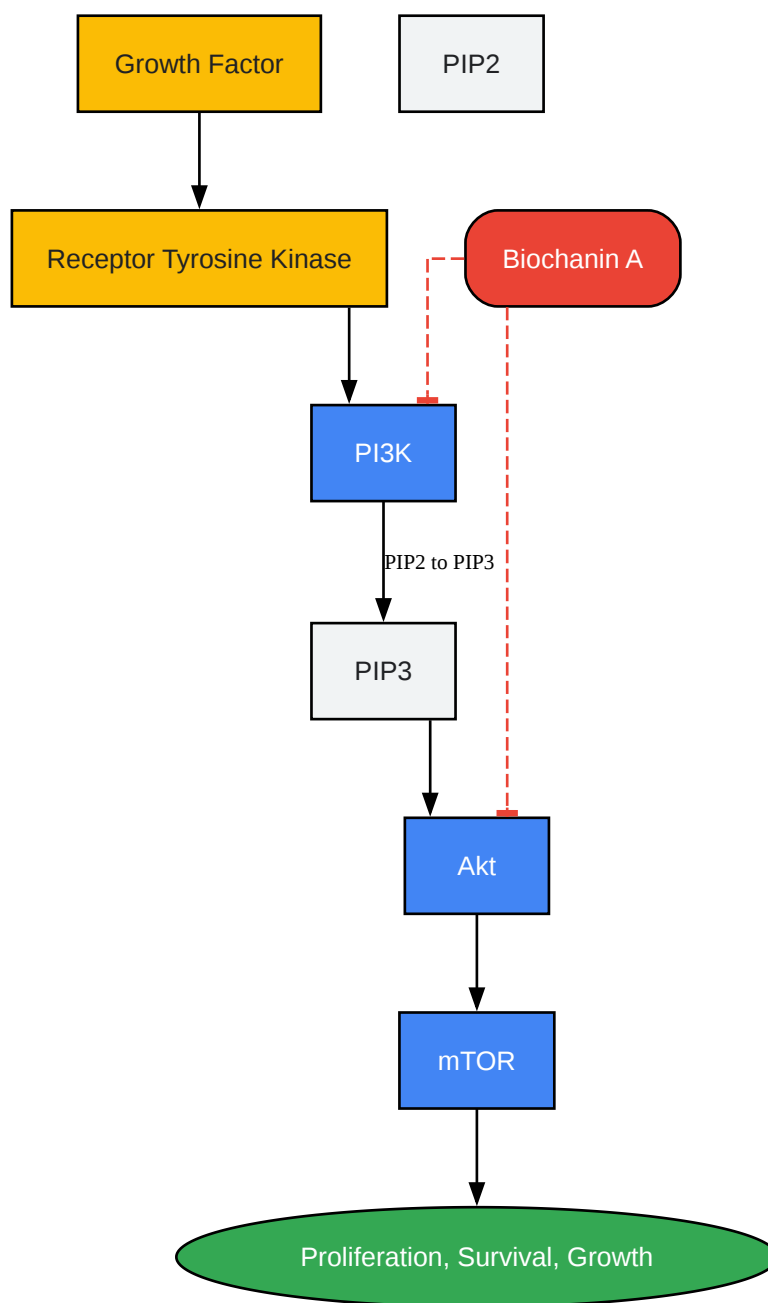 Growth Factor
PIP2
Receptor Tyrosine Kinase
Biochanin A
PI3K
PIP2 to PIP3
PIP3
Akt
mTOR
Proliferation, Survival, Growth